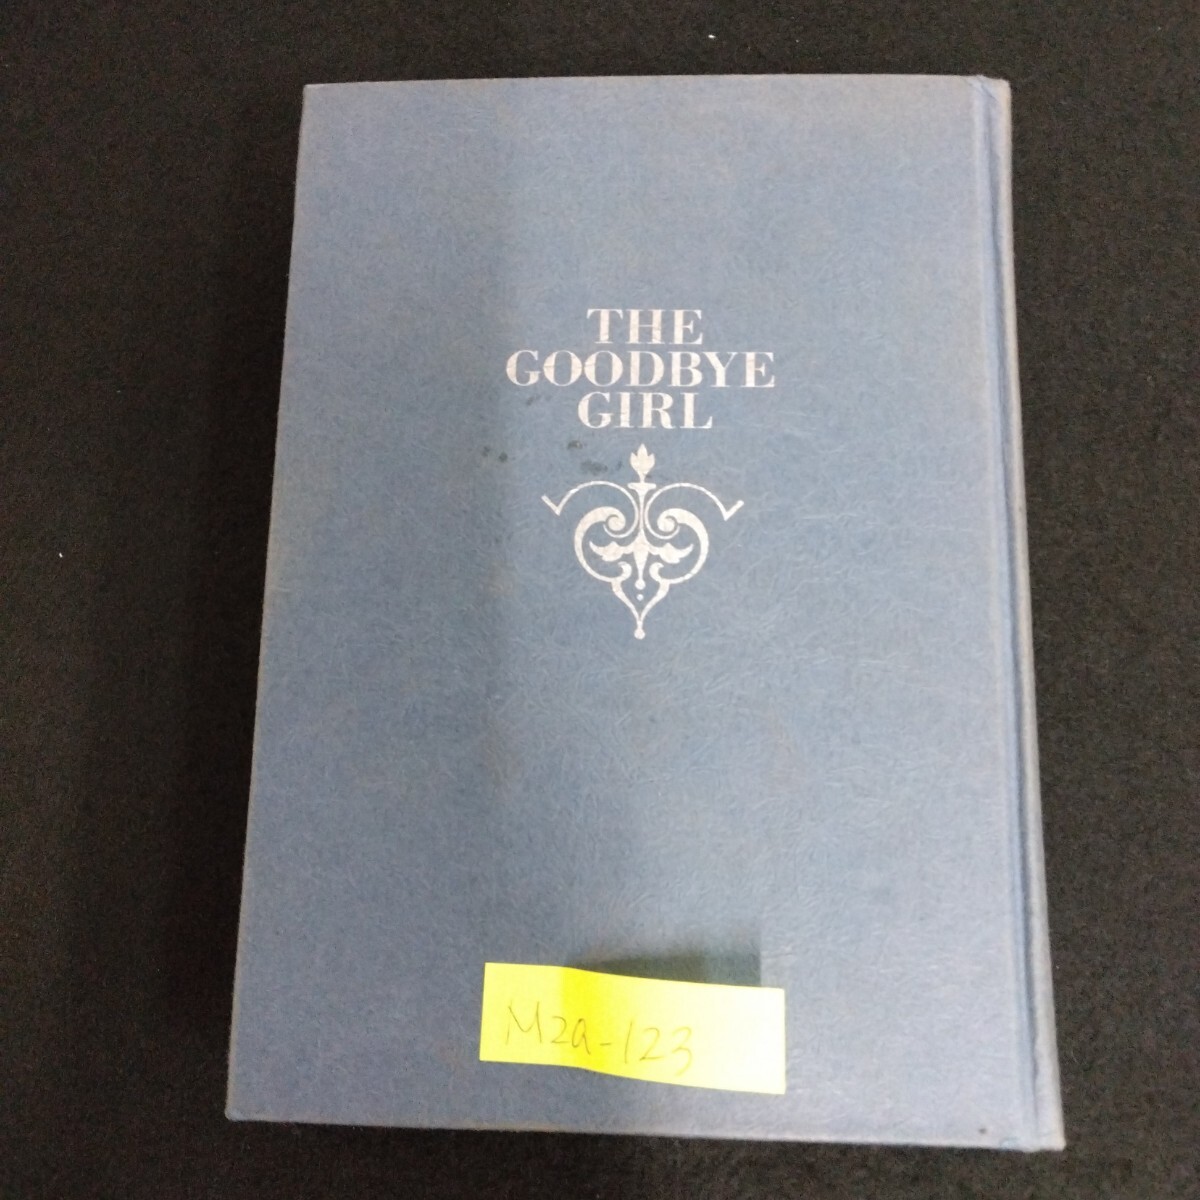 THE
GOODBYE
GIRL
M2a-123